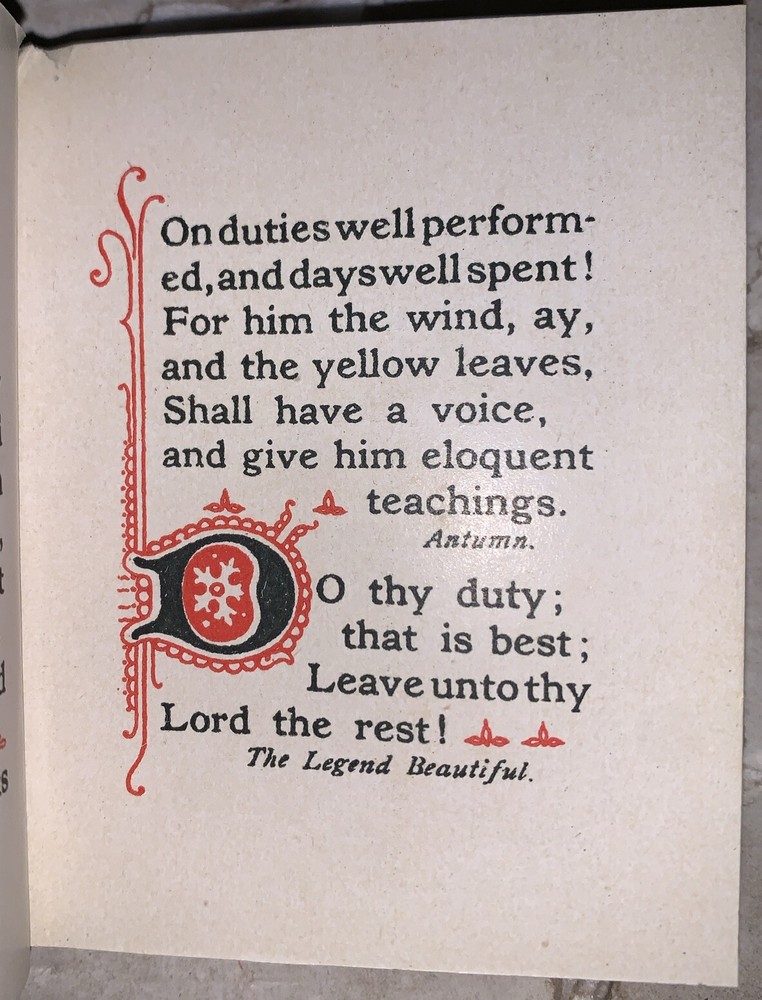 On duties well perform-
ed, and days well spent!
For him the wind, ay,
and the yellow leaves,
Shall have a voice,
and give him eloquent
teachings.
Antumn.
DO thy duty;
that is best;
Leave unto thy
Lord the rest!
The Legend Beautiful.